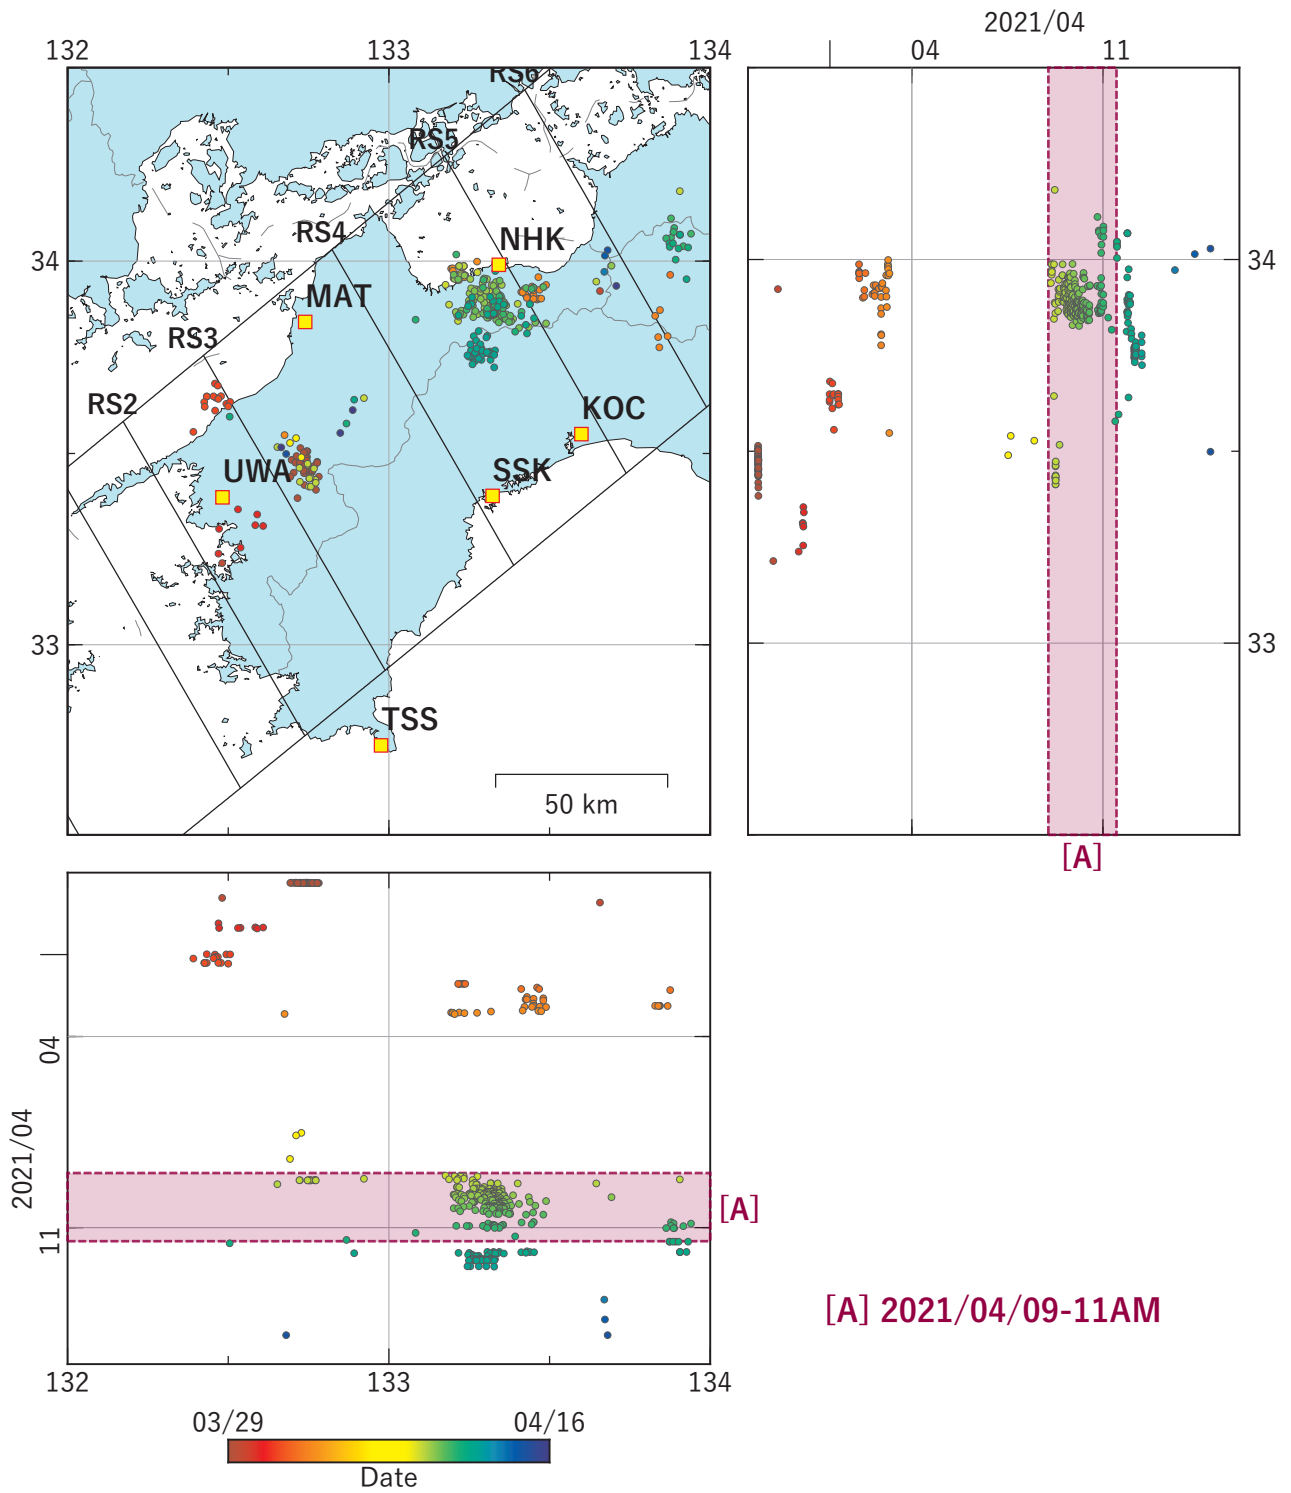 2021/04
132 133 134
04 11
RS6
RS5
RS4
NHK
34
34
MAT
RS3
RS2
KOC
UWA
SSK
33
33
TSS
50 km
[A]
04
2021/04
11
[A]
[A] 2021/04/09-11AM
132 133 134
03/29 04/16
Date